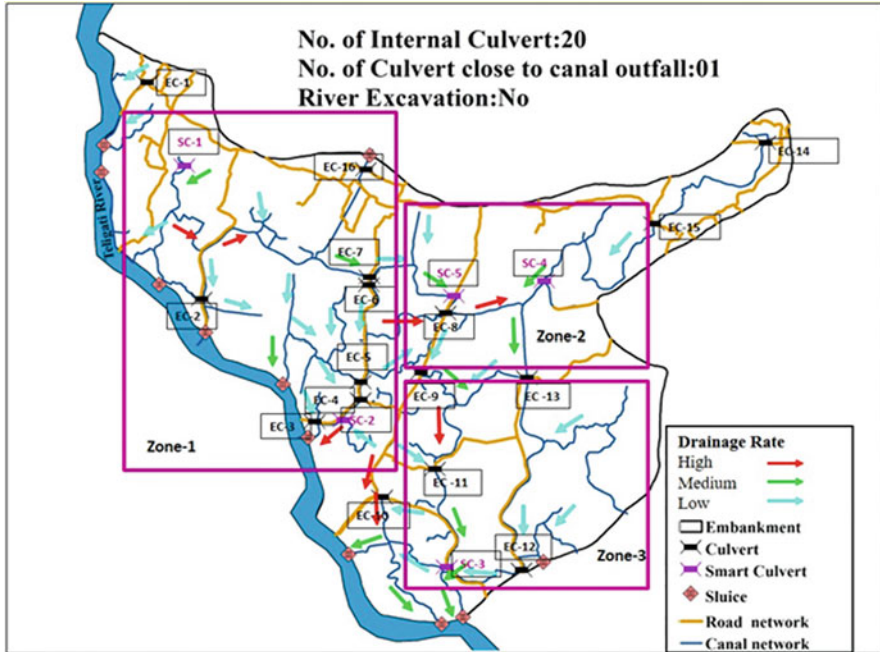 No. of Internal Culvert:20
No. of Culvert close to canal outfall:01
River Excavation:No
EC-1
SC-1
EC-16
EC-14
Teligati River
EC-15
EC-7
SC-5
SC-4
EC-6
EC-2
EC-8
Zone-2
EC-5
EC-4
EC-9
EC -13
EC-3
SC-2
Zone-1
EC -11
EC-10
EC-12
Zone-3
SC-3
Drainage Rate
High
Medium
Low
Embankment
Culvert
Smart Culvert
Sluice
Road network
Canal network